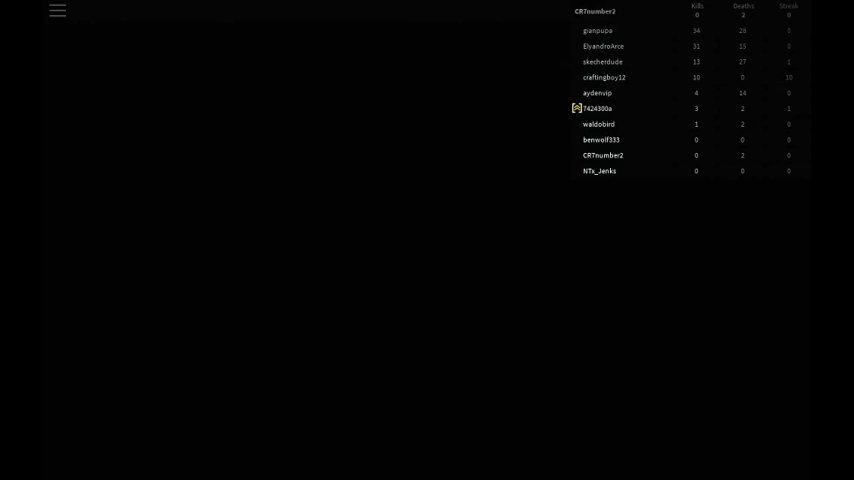 Kills Deaths Streak
CR7number2 0 2 0
gianpupa 34 28 0
ElyandroArce 31 15 0
skecherdude 13 27 1
craftingboy12 10 0 10
aydenvip 4 14 0
7424300a 3 2 1
waldobird 1 2 0
benwolf333 0 0 0
CR7number2 0 2 0
NTx_Jenks 0 0 0